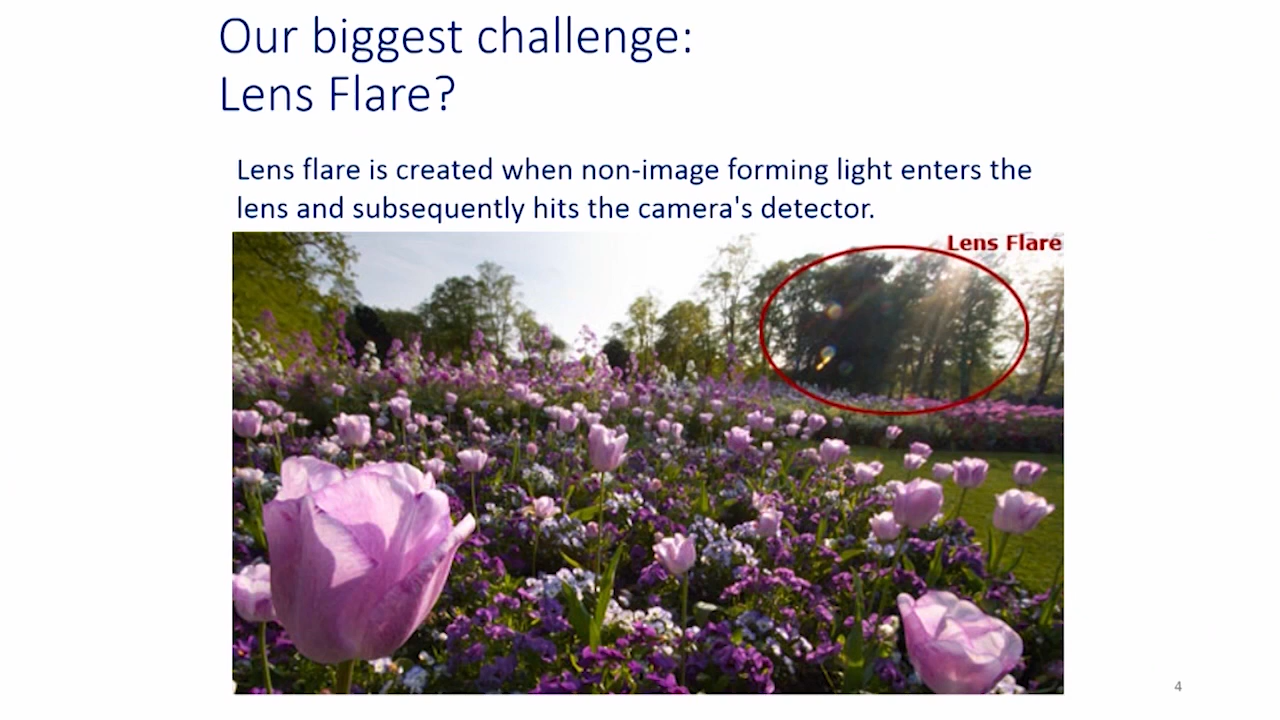 Our biggest challenge:
Lens Flare?
Lens flare is created when non-image forming light enters the
lens and subsequently hits the camera's detector.
Lens Flare
4